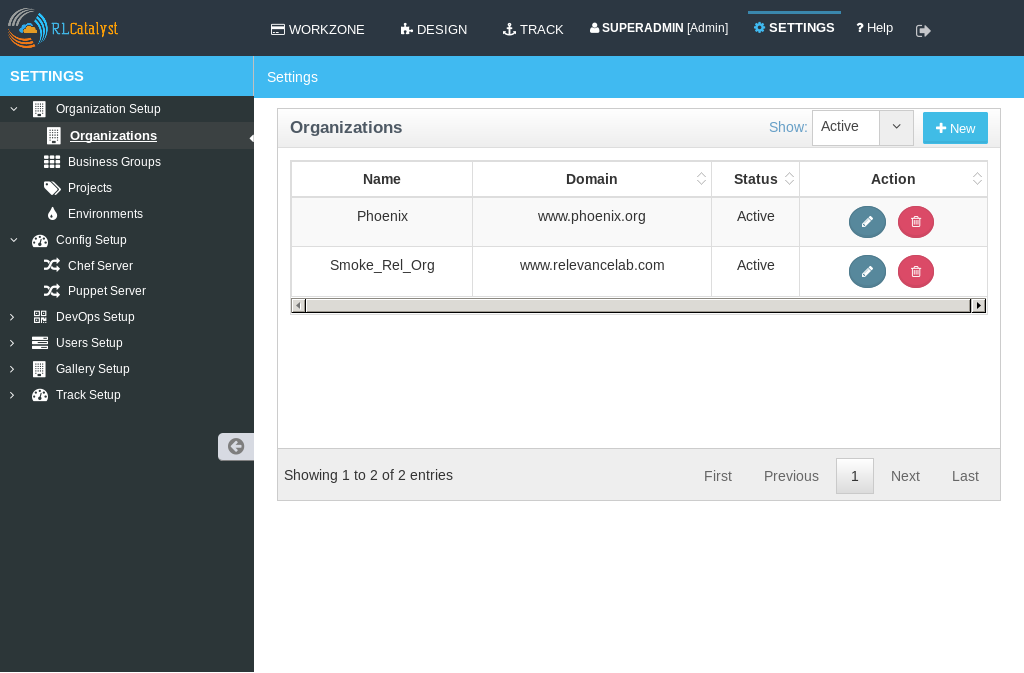 RLCatalyst WORKZONE DESIGN TRACK SUPERADMIN [Admin] SETTINGS ? Help
SETTINGS
Settings
Organization Setup
Organizations
Business Groups
Projects
Environments
Config Setup
Chef Server
Puppet Server
DevOps Setup
Users Setup
Gallery Setup
Track Setup
Organizations Show: Active New
Name Domain Status Action
Phoenix www.phoenix.org Active
Smoke_Rel_Org www.relevancelab.com Active
Showing 1 to 2 of 2 entries First Previous 1 Next Last